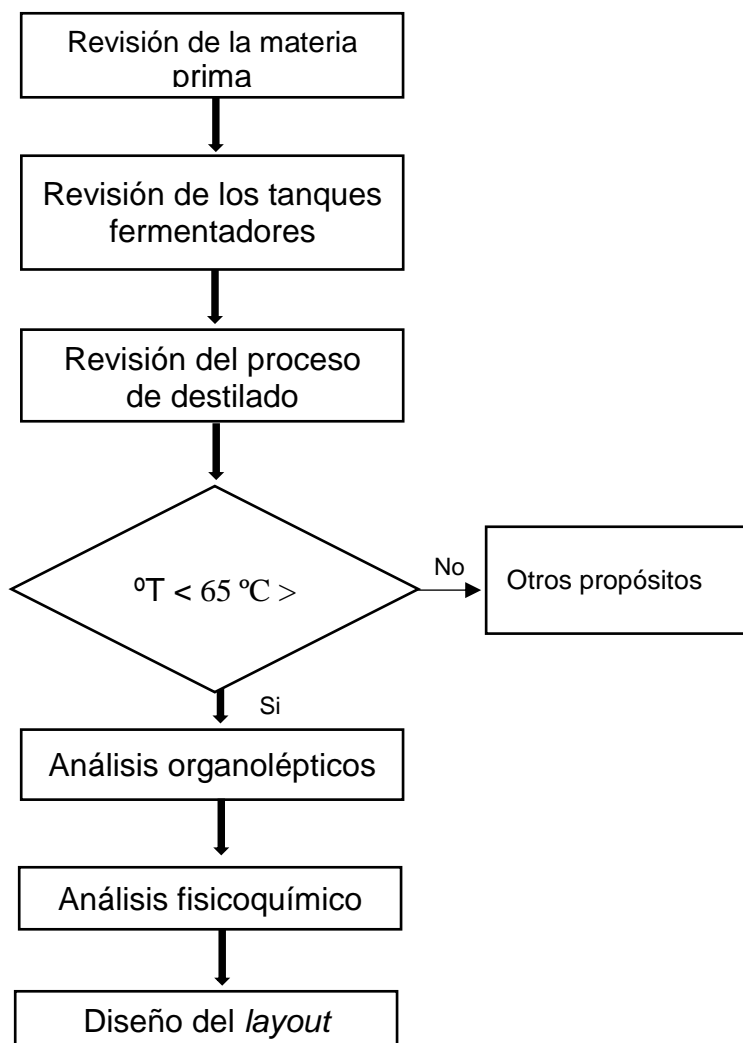 Revisión de la materia
prima
Revisión de los tanques
fermentadores
Revisión del proceso
de destilado
ºT < 65 ºC >
No
Otros propósitos
Si
Análisis organolépticos
Análisis fisicoquímico
Diseño del layout